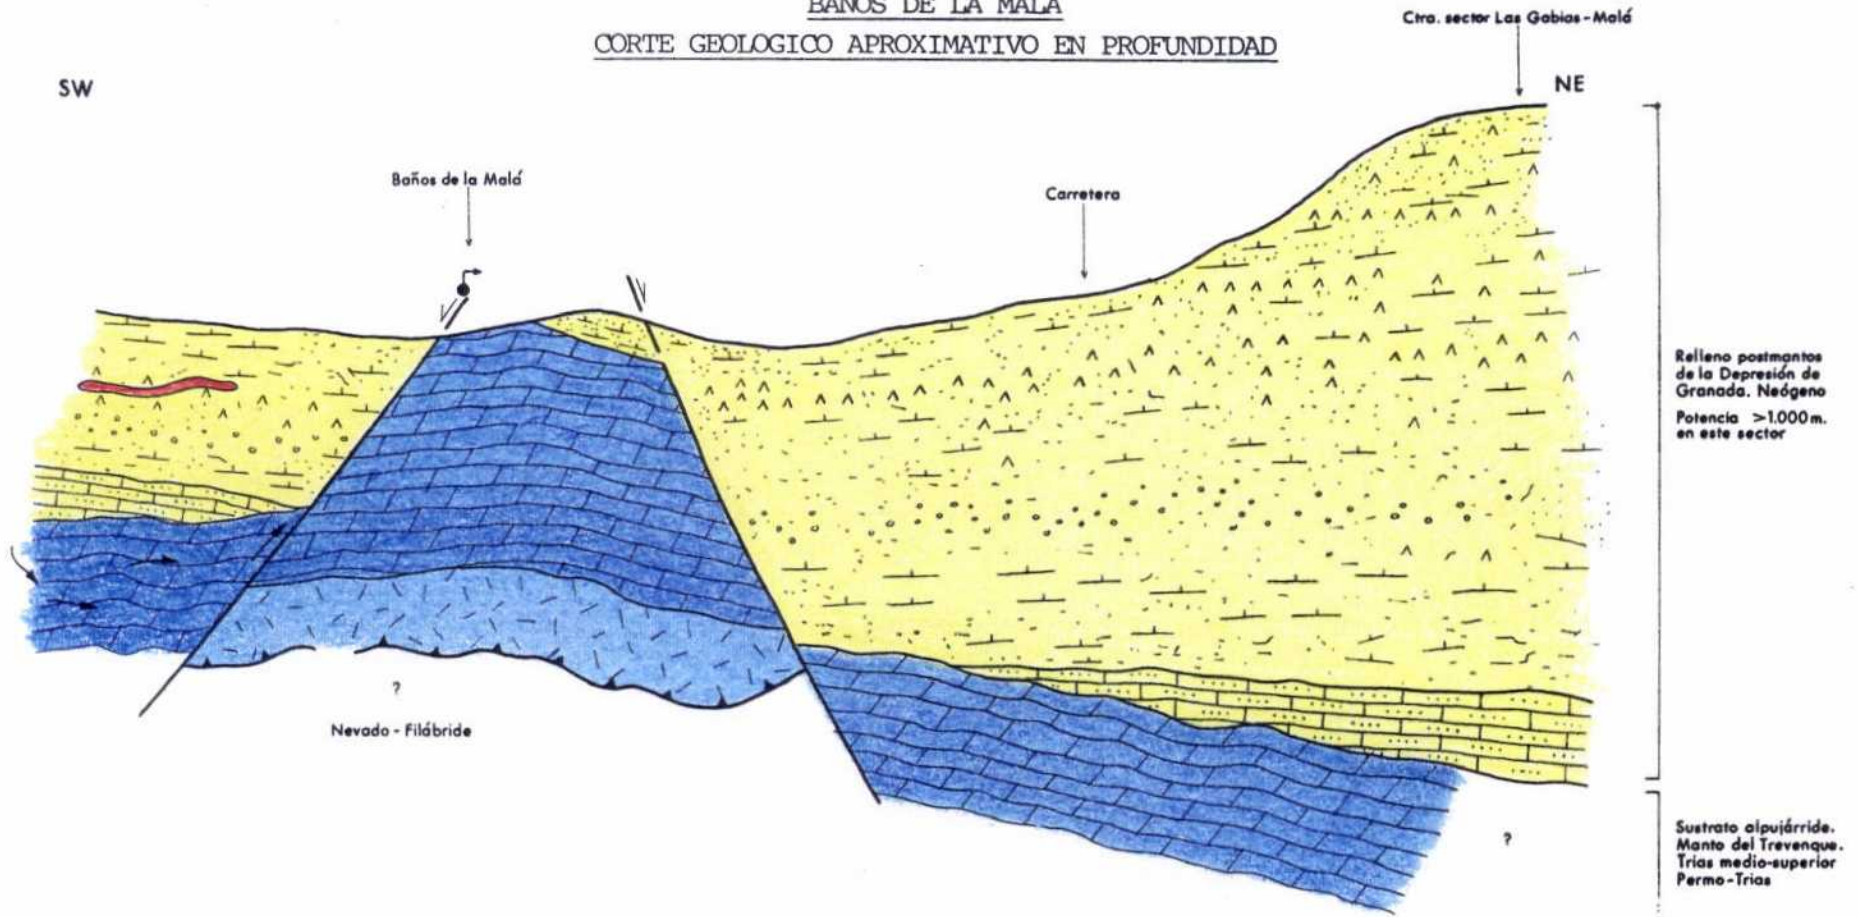 BAÑOS DE LA MALÁ
CORTE GEOLOGICO APROXIMATIVO EN PROFUNDIDAD
Ctra. sector Las Gabias-Malá
SW
NE
Baños de la Malá
Carretera
Relleno postmantos
de la Depresión de
Granada. Neógeno
Potencia >1.000 m.
en este sector
?
Nevado - Filábride
?
Sustrato alpujárride.
Manto del Trevenque.
Trias medio-superior
Permo-Trias